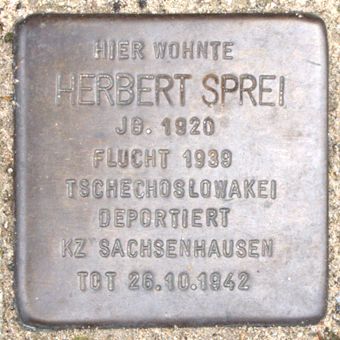 HIER WOHNTE
HERBERT SPREI
JG. 1920
FLUCHT 1939
TSCHECHOSLOWAKEI
DEPORTIERT
KZ SACHSENHAUSEN
TOT 26.10.1942